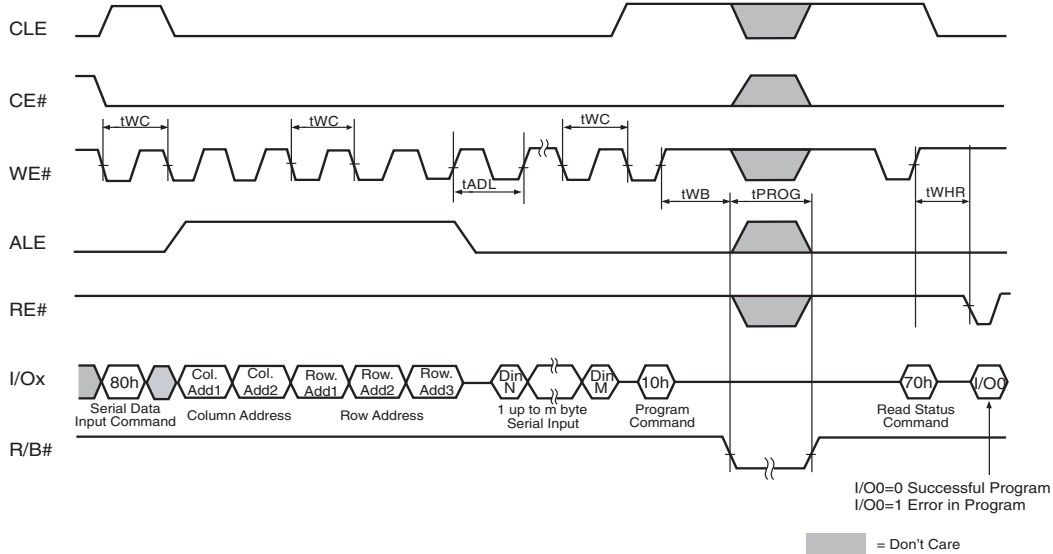 CLE
CE#
tWC
tWC
tWC
WE#
tADL
tWB
tPROG
tWHR
ALE
RE#
I/Ox
80h
Col. Add1
Col. Add2
Row. Add1
Row. Add2
Row. Add3
Din N
Din M
10h
70h
I/O0
Serial Data
Input Command
Column Address
Row Address
1 up to m byte
Serial Input
Program
Command
Read Status
Command
R/B#
I/O0=0 Successful Program
I/O0=1 Error in Program
= Don't Care